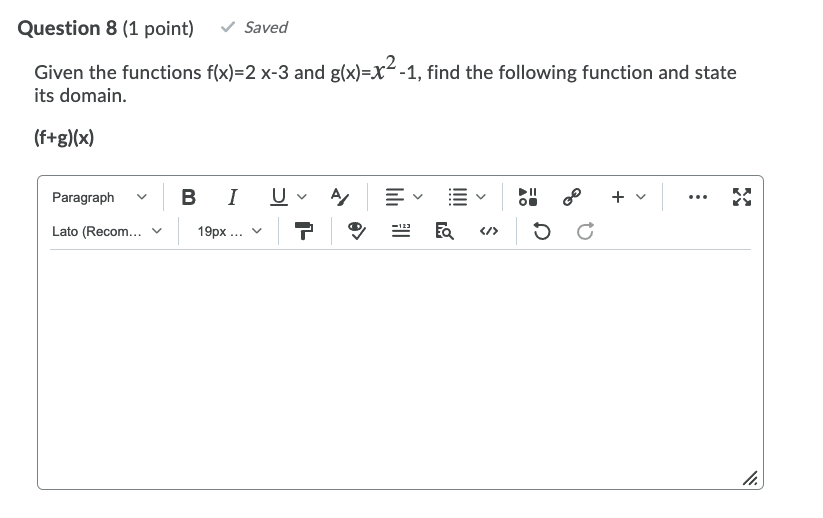 Question 8 (1 point) ✓ Saved
Given the functions f(x)=2 x-3 and g(x)=x²-1, find the following function and state
its domain.
(f+g)(x)
Paragraph B I U A + ...
Lato (Recom... 19px ... 123 </>